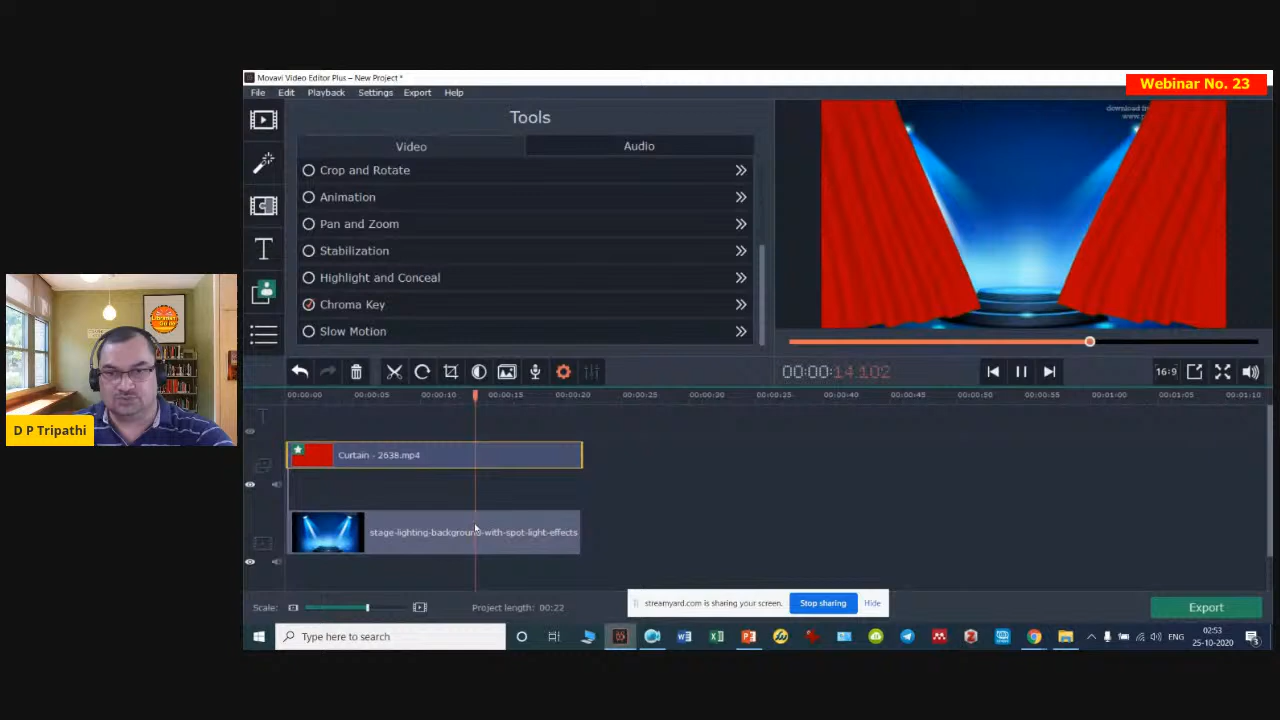 Movavi Video Editor Plus – New Project *
Webinar No. 23
File Edit Playback Settings Export Help
Tools
Video Audio
Crop and Rotate
Animation
Pan and Zoom
Stabilization
Highlight and Conceal
Chroma Key
Slow Motion
download
www
00:00:14.102
16:9
00:00:00 00:00:05 00:00:10 00:00:15 00:00:20 00:00:25 00:00:30 00:00:35 00:00:40 00:00:45 00:00:50 00:00:55 00:01:00 00:01:05 00:01:10
D P Tripathi
Curtain - 2638.mp4
stage-lighting-background-with-spot-light-effects
Scale:
Project length: 00:22
streamyard.com is sharing your screen.
Stop sharing
Hide
Export
Type here to search
ENG
02:53
25-10-2020